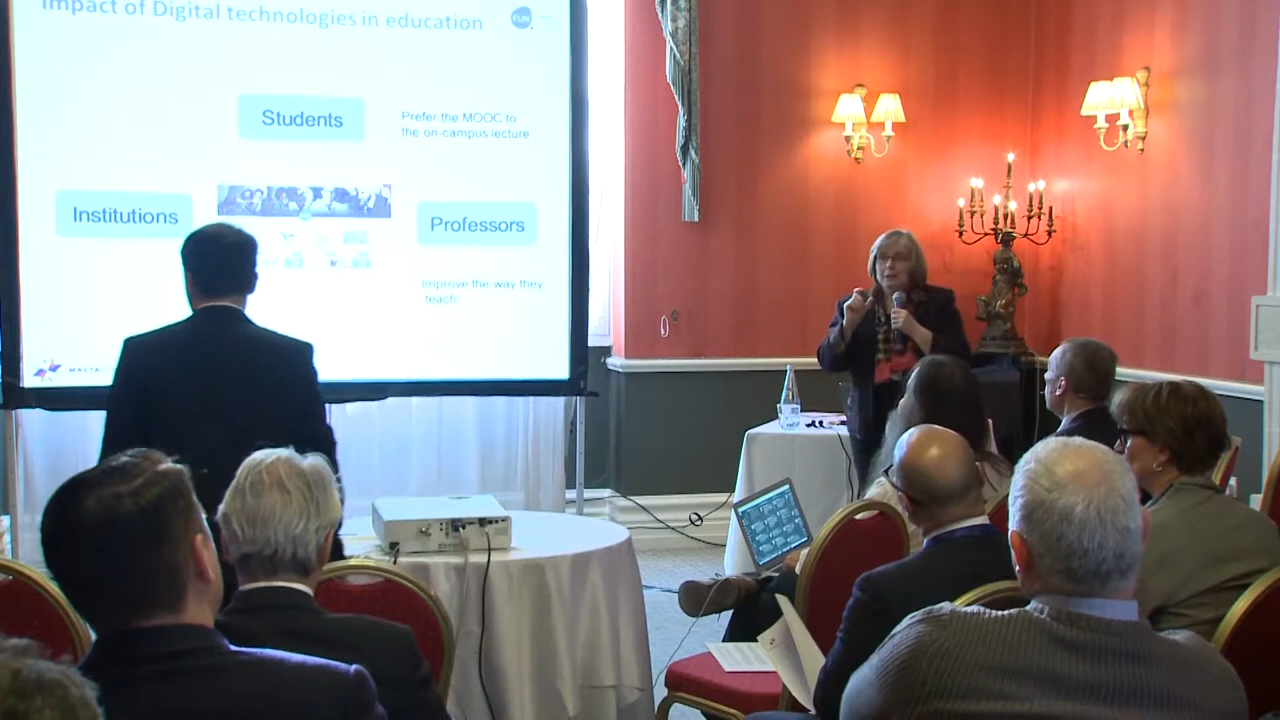 Impact of Digital technologies in education
FUN
Students
Prefer the MOOC to
the on-campus lecture
Institutions
Professors
Improve the way they
teach
MALTA